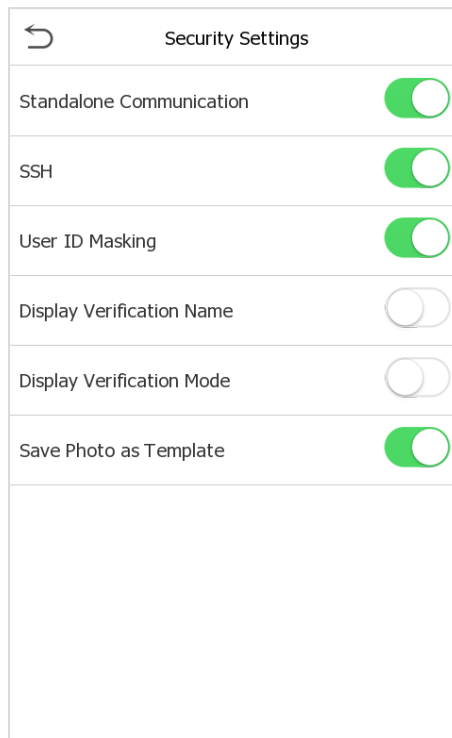 Security Settings
Standalone Communication
SSH
User ID Masking
Display Verification Name
Display Verification Mode
Save Photo as Template